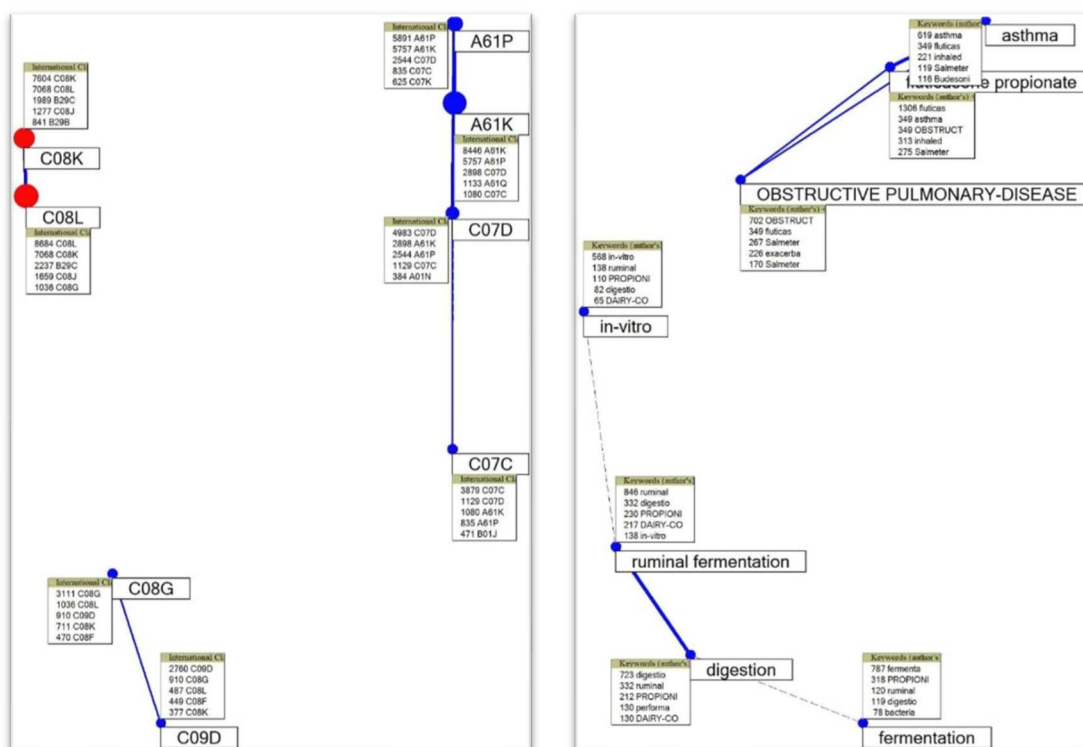 International Cl
5891 A61P
5757 A61K
2544 C07D
835 C07C
625 C07K
A61P
International Cl
7604 C08K
7068 C08L
1989 B29C
1277 C08J
841 B29B
C08K
A61K
International Cl
8446 A61K
5757 A61P
2898 C07D
1133 A61Q
1080 C07C
C08L
International Cl
8684 C08L
7068 C08K
2237 B29C
1659 C08J
1036 C08G
International Cl
4983 C07D
2898 A61K
2544 A61P
1129 C07C
384 A01N
C07D
C07C
International Cl
3879 C07C
1129 C07D
1080 A61K
835 A61P
471 B01J
C08G
International Cl
3111 C08G
1036 C08L
910 C09D
711 C08K
470 C08F
International Cl
2760 C09D
910 C08G
487 C08L
449 C08F
377 C08K
C09D
Keywords (author
619 asthma
349 fluticas
221 inhaled
119 Salmeter
116 Budesoni
asthma
propionate
Keywords (author's)
1306 fluticas
349 asthma
349 OBSTRUCT
313 inhaled
275 Salmeter
OBSTRUCTIVE PULMONARY-DISEASE
Keywords (author's)
702 OBSTRUCT
349 fluticas
267 Salmeter
226 exacerba
170 Salmeter
Keywords (author's
568 in-vitro
138 ruminal
110 PROPIONI
82 digestio
65 DAIRY-CO
in-vitro
Keywords (author's)
846 ruminal
332 digestio
230 PROPIONI
217 DAIRY-CO
138 in-vitro
ruminal fermentation
Keywords (author's)
723 digestio
332 ruminal
212 PROPIONI
130 performa
130 DAIRY-CO
digestion
Keywords (author's
787 fermenta
318 PROPIONI
120 ruminal
119 digestio
78 bacteria
fermentation